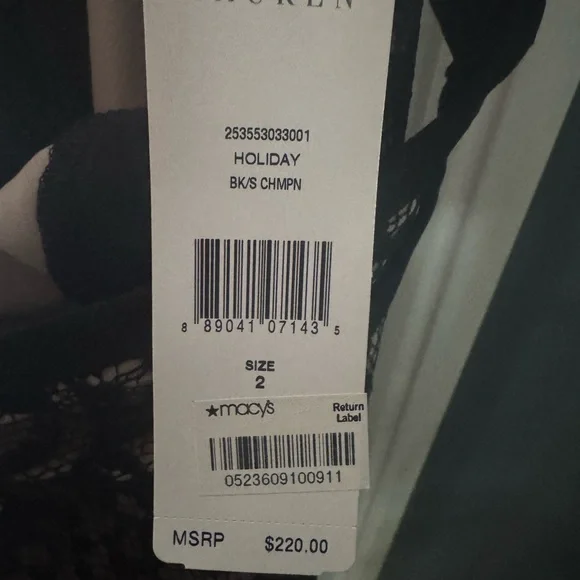 253553033001
HOLIDAY
BK/S CHMPN
8 89041 07143 5
SIZE
2
★macy's Return
Label
0523609100911
MSRP $220.00